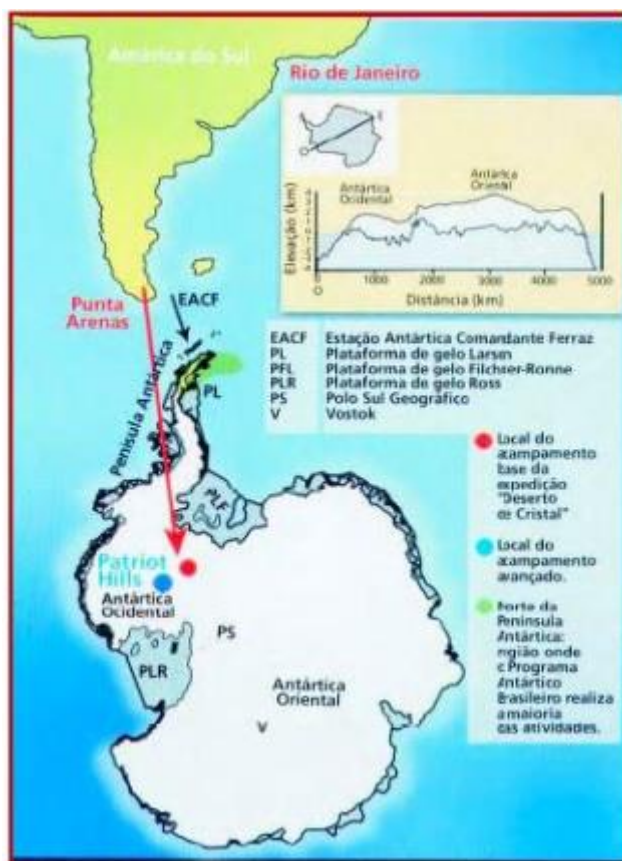 América do Sul
Rio de Janeiro
O
E
Antártica
Ocidental
Antártica
Oriental
Elevação (km)
0
1000
2000
3000
4000
5000
O
Distância (km)
Punta
Arenas
EACF
Penísula Antártica
PL
EACF Estação Antártica Comandante Ferraz
PL Plataforma de gelo Larsen
PFL Plataforma de gelo Filchser-Ronne
PLR Plataforma de gelo Ross
PS Polo Sul Geográfico
V Vostok
PLF
Patriot
Hills
Antártica
Ocidental
PS
PLR
Antártica
Oriental
V
Local do
acampamento
base da
expedição
"Deserto
de Cristal"
Local do
acampamento
avançado.
Norte da
Península
Antártica:
região onde
o Programa
Antártico
Brasileiro realiza
a maioria
das atividades.